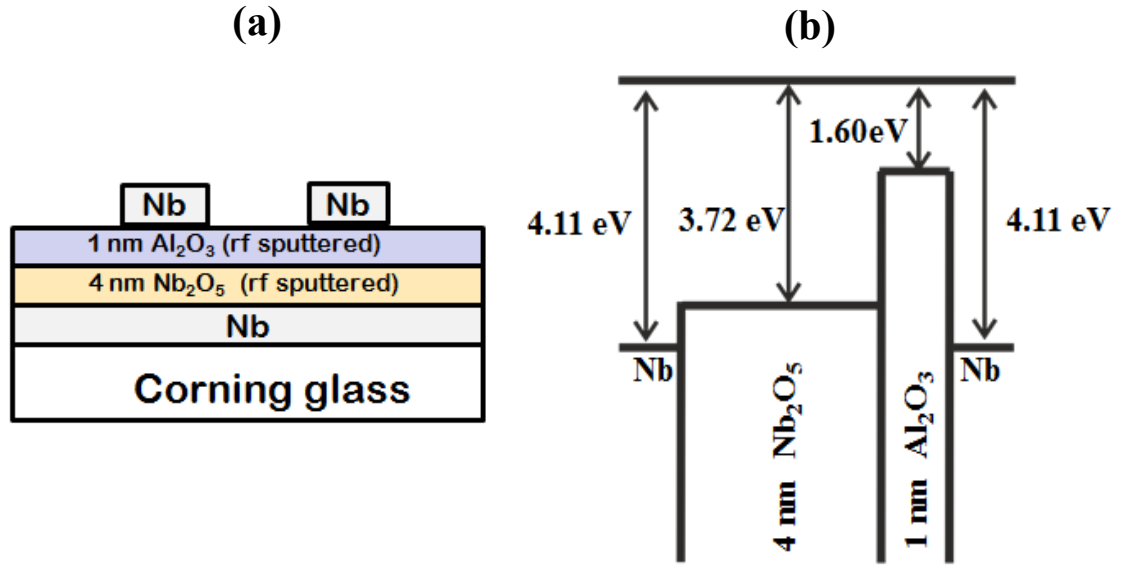 (a)
Nb
Nb
1 nm Al₂O₃ (rf sputtered)
4 nm Nb₂O₅ (rf sputtered)
Nb
Corning glass
(b)
1.60eV
4.11 eV
3.72 eV
4.11 eV
Nb
Nb
4 nm Nb₂O₅
1 nm Al₂O₃